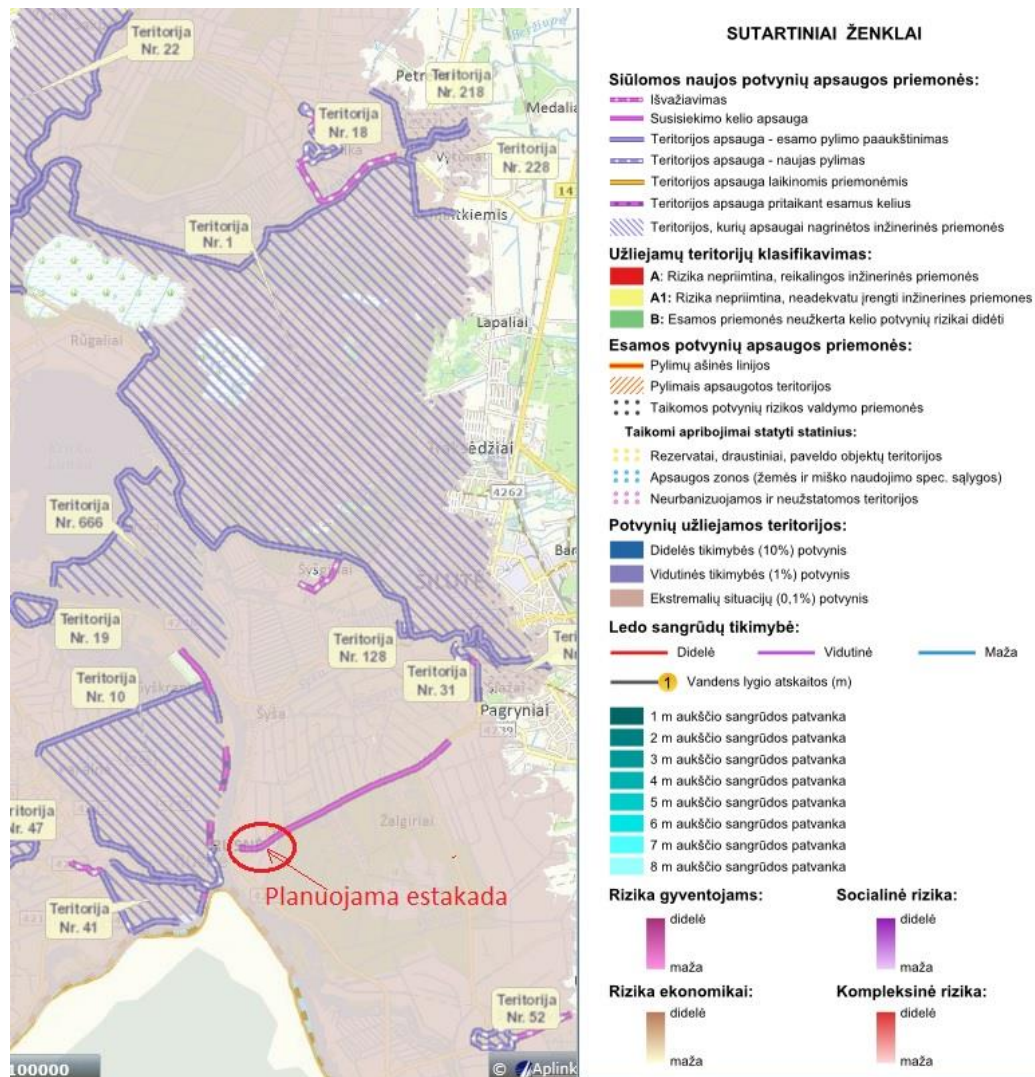 Teritorija
Nr. 22
Teritorija
Nr. 218
Medalia
Teritorija
Nr. 18
Teritorija
Nr. 228
141
Teritorija
Nr. 1
Lapaliai
Rūgaliai
4262
Teritorija
Nr. 666
Bar
Šyšgiriai
ŠILUTĖ
Teritorija
Nr. 19
Teritorija
Nr. 128
Teritorija
Nr. 31
Teritorija
Nr. 10
Šyša
Pagryniai
4239
Žalgiriai
Nr. 47
Planuojama estakada
Teritorija
Nr. 41
Teritorija
Nr. 52
100000
© Aplink
SUTARTINIAI ŽENKLAI
Siūlomos naujos potvynių apsaugos priemonės:
Išvažiavimas
Susisiekimo kelio apsauga
Teritorijos apsauga - esamo pylimo paaukštinimas
Teritorijos apsauga - naujas pylimas
Teritorijos apsauga laikinomis priemonėmis
Teritorijos apsauga pritaikant esamus kelius
Teritorijos, kurių apsaugai nagrinėtos inžinerinės priemonės
Užliejamų teritorijų klasifikavimas:
A: Rizika nepriimtina, reikalingos inžinerinės priemonės
A1: Rizika nepriimtina, neadekvatu įrengti inžinerines priemones
B: Esamos priemonės neužkerta kelio potvynių rizikai didėti
Esamos potvynių apsaugos priemonės:
Pylimų ašinės linijos
Pylimais apsaugotos teritorijos
Taikomos potvynių rizikos valdymo priemonės
Taikomi apribojimai statyti statinius:
Rezervatai, draustiniai, paveldo objektų teritorijos
Apsaugos zonos (žemės ir miško naudojimo spec. sąlygos)
Neurbanizuojamos ir neužstatomos teritorijos
Potvynių užliejamos teritorijos:
Didelės tikimybės (10%) potvynis
Vidutinės tikimybės (1%) potvynis
Ekstremalių situacijų (0,1%) potvynis
Ledo sangrūdų tikimybė:
Didelė Vidutinė Maža
1 Vandens lygio atskaitos (m)
1 m aukščio sangrūdos patvanka
2 m aukščio sangrūdos patvanka
3 m aukščio sangrūdos patvanka
4 m aukščio sangrūdos patvanka
5 m aukščio sangrūdos patvanka
6 m aukščio sangrūdos patvanka
7 m aukščio sangrūdos patvanka
8 m aukščio sangrūdos patvanka
Rizika gyventojams: Socialinė rizika:
didelė didelė
maža maža
Rizika ekonomikai: Kompleksinė rizika:
didelė didelė
maža maža